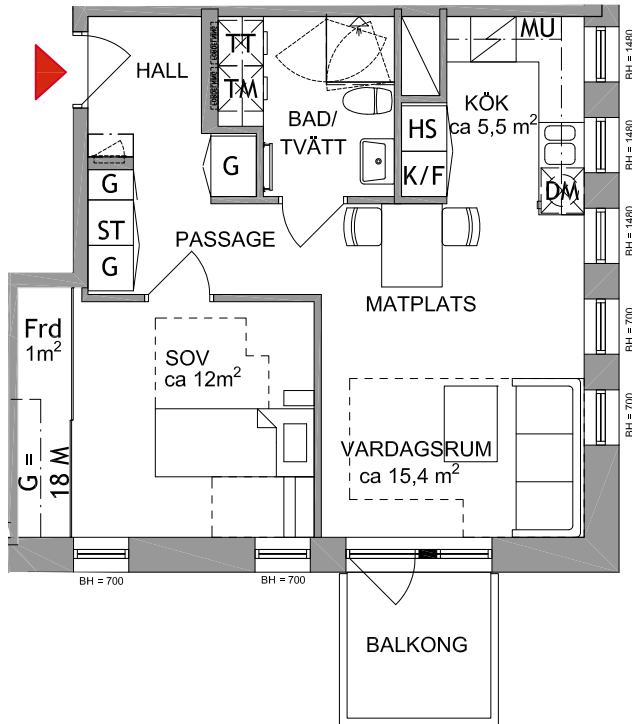 HALL
TT
TM
BAD/
TVÄTT
MU
KÖK
ca 5,5 m²
HS
K/F
DM
G
G
ST
G
PASSAGE
MATPLATS
BH = 1480
BH = 1480
BH = 1480
BH = 700
BH = 700
Frd
1m²
SOV
ca 12m²
G =
18 M
VARDAGSRUM
ca 15,4 m²
BH = 700
BH = 700
BALKONG